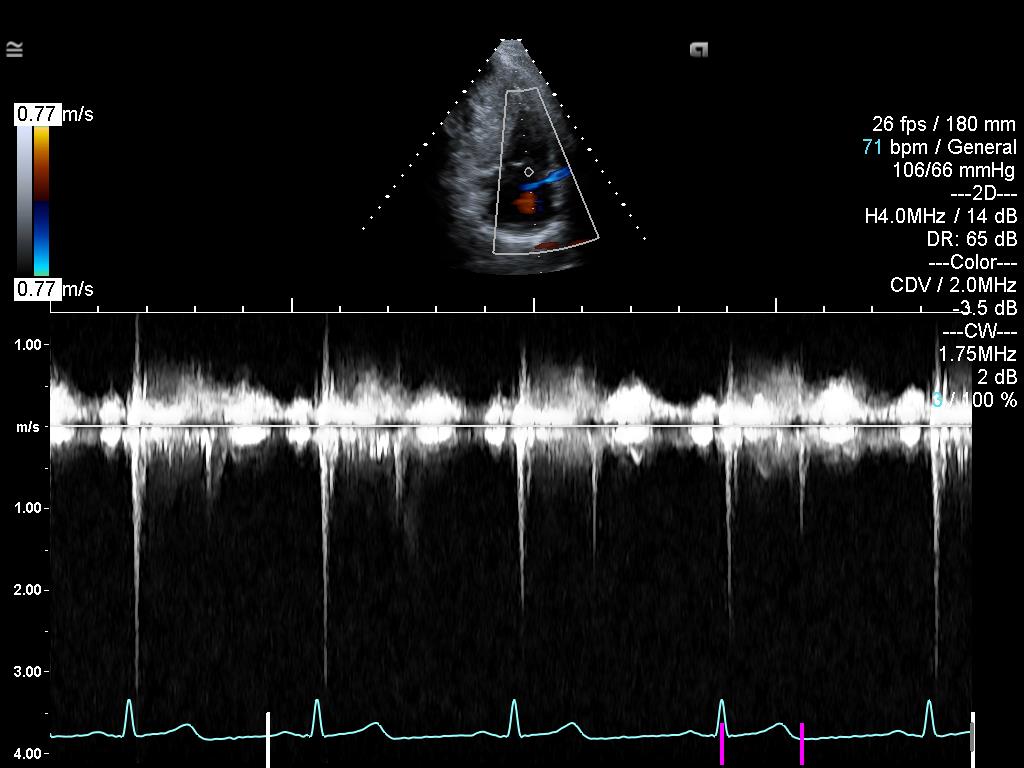 0.77 m/s
0.77 m/s
26 fps / 180 mm
71 bpm / General
106/66 mmHg
---2D---
H4.0MHz / 14 dB
DR: 65 dB
---Color---
CDV / 2.0MHz
-3.5 dB
---CW---
1.75MHz
2 dB
3 / 100 %
1.00
m/s
1.00
2.00
3.00
4.00